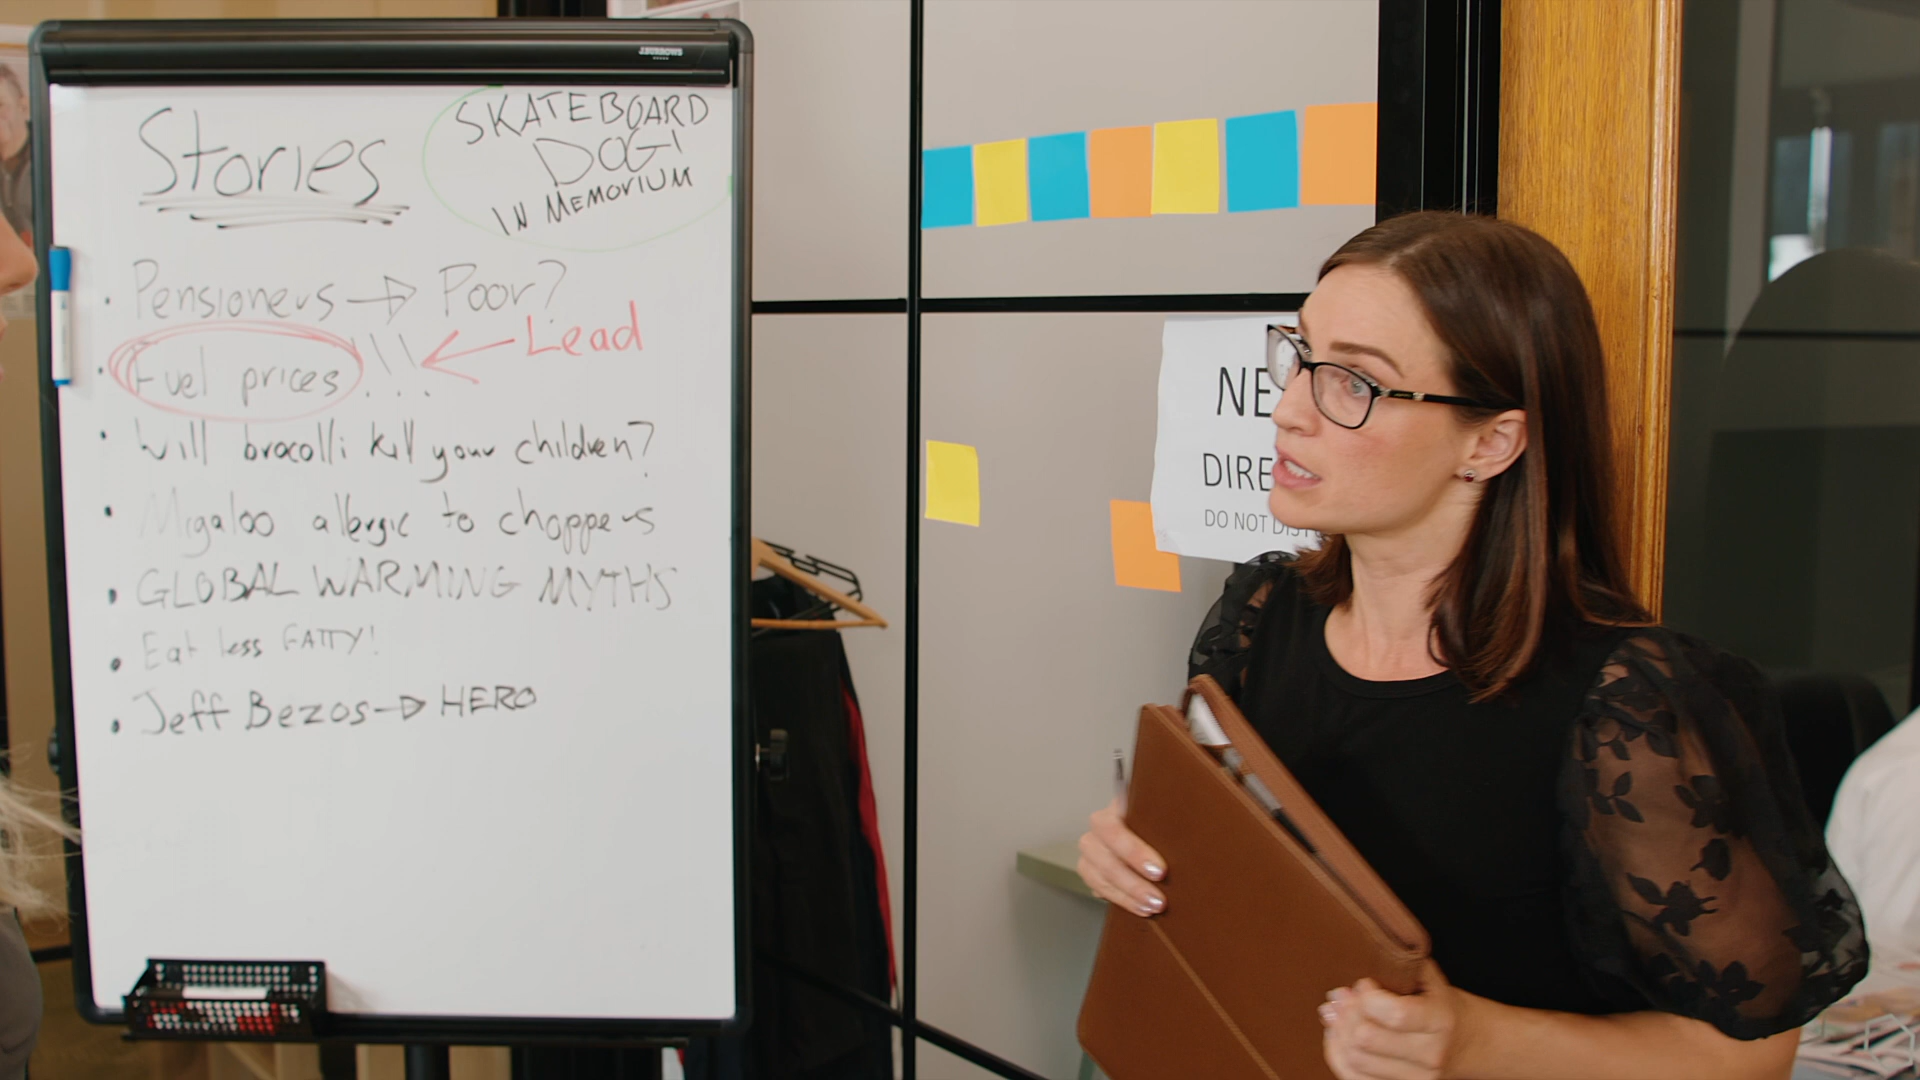 J.BURROWS
Stories
SKATEBOARD
DOG!
IN MEMORIUM
Pensioners → Poor?
Fuel prices !!! ← Lead
Will brocolli kill your children?
Migaloo allergic to choppers
GLOBAL WARMING MYTHS
Eat less FATTY!
Jeff Bezos → HERO
NE
DIRE
DO NOT DIST